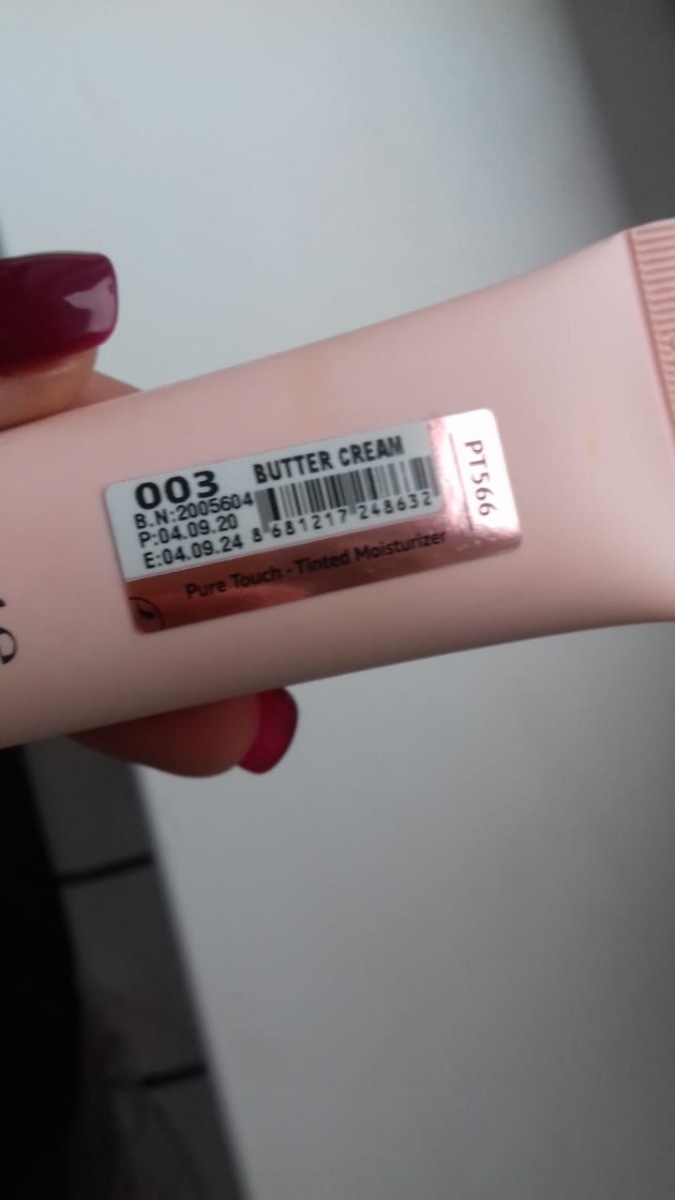 003 BUTTER CREAM
B.N:2005604
P:04.09.20
E:04.09.24
8 681217 248632
Pure Touch - Tinted Moisturizer
PT566